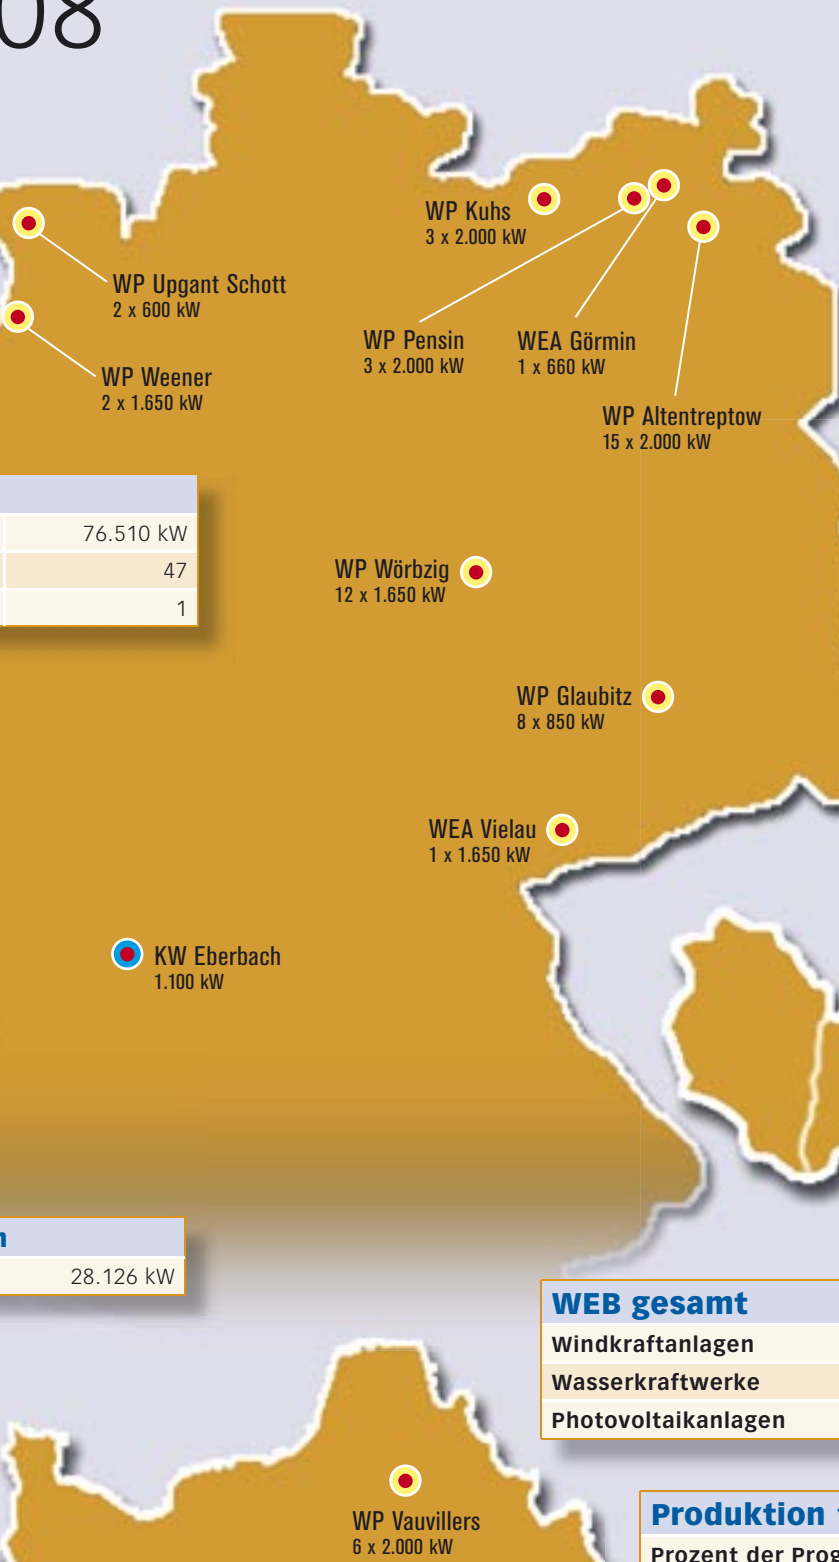 08
WP Kuhs
3 x 2.000 kW
WP Upgant Schott
2 x 600 kW
WP Pensin
3 x 2.000 kW
WEA Görmin
1 x 660 kW
WP Weener
2 x 1.650 kW
WP Altentreptow
15 x 2.000 kW
76.510 kW
47
1
WP Wörbzig
12 x 1.650 kW
WP Glaubitz
8 x 850 kW
WEA Vielau
1 x 1.650 kW
KW Eberbach
1.100 kW
28.126 kW
WEB gesamt
Windkraftanlagen
Wasserkraftwerke
Photovoltaikanlagen
WP Vauvillers
6 x 2.000 kW
Produktion
Prozent der Prog